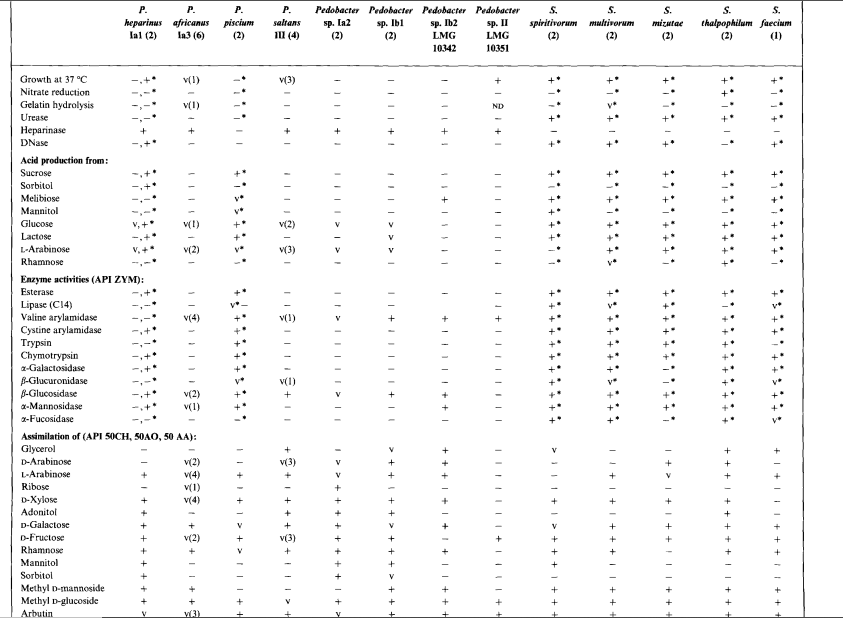 P. heparinus Ia1 (2) P. africanus Ia3 (6) P. piscium (2) P. saltans III (4) Pedobacter sp. Ia2 (2) Pedobacter sp. Ib1 (2) Pedobacter sp. Ib2 LMG 10342 Pedobacter sp. II LMG 10351 S. spiritivorum (2) S. multivorum (2) S. mizutae (2) S. thalpophilum (2) S. faecium (1)
Growth at 37 °C −,+* v(1) −* v(3) − − − + +* +* +* +* +*
Nitrate reduction −,−* − −* − − − − − −* −* −* +* −*
Gelatin hydrolysis −,−* v(1) −* − − − − ND −* v* −* −* −*
Urease −,−* − −* − − − − − +* +* +* +* +*
Heparinase + + − + + + + + − − − − −
DNase −,+* − − − − − − − +* +* +* −* +*
Acid production from:
Sucrose −,+* − +* − − − − − +* +* +* +* +*
Sorbitol −,+* − −* − − − − − −* −* −* −* −*
Melibiose −,−* − v* − − − + − +* +* +* +* +*
Mannitol −,−* − v* − − − − − +* −* −* −* −*
Glucose v,+* v(1) +* v(2) v v − − +* +* +* +* +*
Lactose −,+* − +* − − v − − +* +* +* +* +*
L-Arabinose v,+* v(2) v* v(3) v v − − −* +* +* +* +*
Rhamnose −,−* − −* − − − − − −* v* −* +* −*
Enzyme activities (API ZYM):
Esterase −,+* − +* − − − − − +* +* +* +* +*
Lipase (C14) −,−* − v*− − − − − +* v* +* −* v*
Valine arylamidase −,−* v(4) +* v(1) v + + + +* +* +* +* +*
Cystine arylamidase −,+* − +* − − − − − +* +* +* +* +*
Trypsin −,+* − +* − − − − − +* +* +* +* −*
Chymotrypsin −,+* − +* − − − − − +* +* +* +* +*
α-Galactosidase −,+* − +* − − − − − +* +* −* +* +*
β-Glucuronidase −,−* − v* v(1) − − − − +* v* −* +* v*
β-Glucosidase −,+* v(2) +* + v + + − +* +* +* +* +*
α-Mannosidase −,+* v(1) +* − − − + − +* +* +* +* +*
α-Fucosidase −,−* − −* − − − − − +* +* −* +* v*
Assimilation of (API 50CH, 50AO, 50 AA):
Glycerol − − − + − v + − v − − + +
D-Arabinose − v(2) − v(3) v + + − − − + + −
L-Arabinose + v(4) + + v + + − − + v + +
Ribose − v(1) − − + − − − − − − − −
D-Xylose + v(4) + + + + + − + + + + −
Adonitol + − − + + + − − − − − + −
D-Galactose + + v + + v + − v + + + +
D-Fructose + v(2) + v(3) + + − + + + + + +
Rhamnose + + v + + + + − + + − + +
Mannitol + − − − + + − − + − − − −
Sorbitol + − − − + v − − − − − − −
Methyl D-mannoside + + − − − + + − − − − − −
Methyl D-glucoside + + + v + + + + + + + + +
Arbutin v v(3) + + v + + + + + + + +